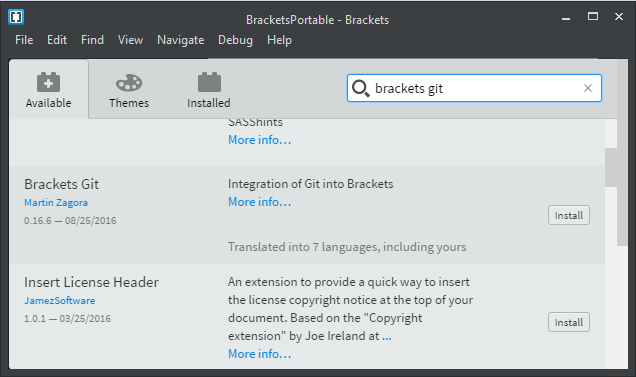 BracketsPortable - Brackets
File Edit Find View Navigate Debug Help
Available Themes Installed
brackets git
SASSHints
More info...
Brackets Git
Martin Zagora
0.16.6 — 08/25/2016
Integration of Git into Brackets
More info...
Translated into 7 languages, including yours
Install
Insert License Header
JamezSoftware
1.0.1 — 03/25/2016
An extension to provide a quick way to insert
the license copyright notice at the top of your
document. Based on the "Copyright
extension" by Joe Ireland at ...
More info...
Install